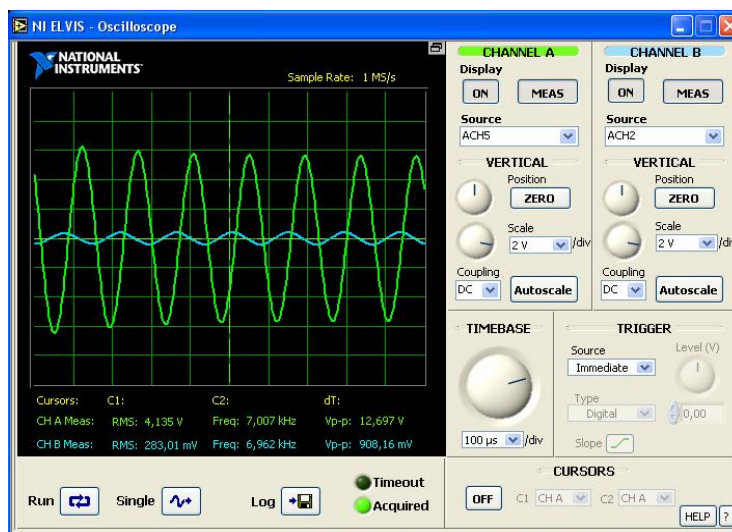 NI ELVIS - Oscilloscope
NATIONAL
INSTRUMENTS
Sample Rate: 1 MS/s
Cursors: C1: C2: dT:
CH A Meas: RMS: 4,135 V Freq: 7,007 kHz Vp-p: 12,697 V
CH B Meas: RMS: 283,01 mV Freq: 6,962 kHz Vp-p: 908,16 mV
Run Single Log
Timeout
Acquired
CHANNEL A
Display
ON MEAS
Source
ACH5
VERTICAL
Position
ZERO
Scale
2 V /div
Coupling
DC Autoscale
CHANNEL B
Display
ON MEAS
Source
ACH2
VERTICAL
Position
ZERO
Scale
2 V /div
Coupling
DC Autoscale
TIMEBASE
100 µs /div
TRIGGER
Source Level (V)
Immediate
Type
Digital 0,00
Slope
CURSORS
OFF C1 CH A C2 CH A
HELP ?